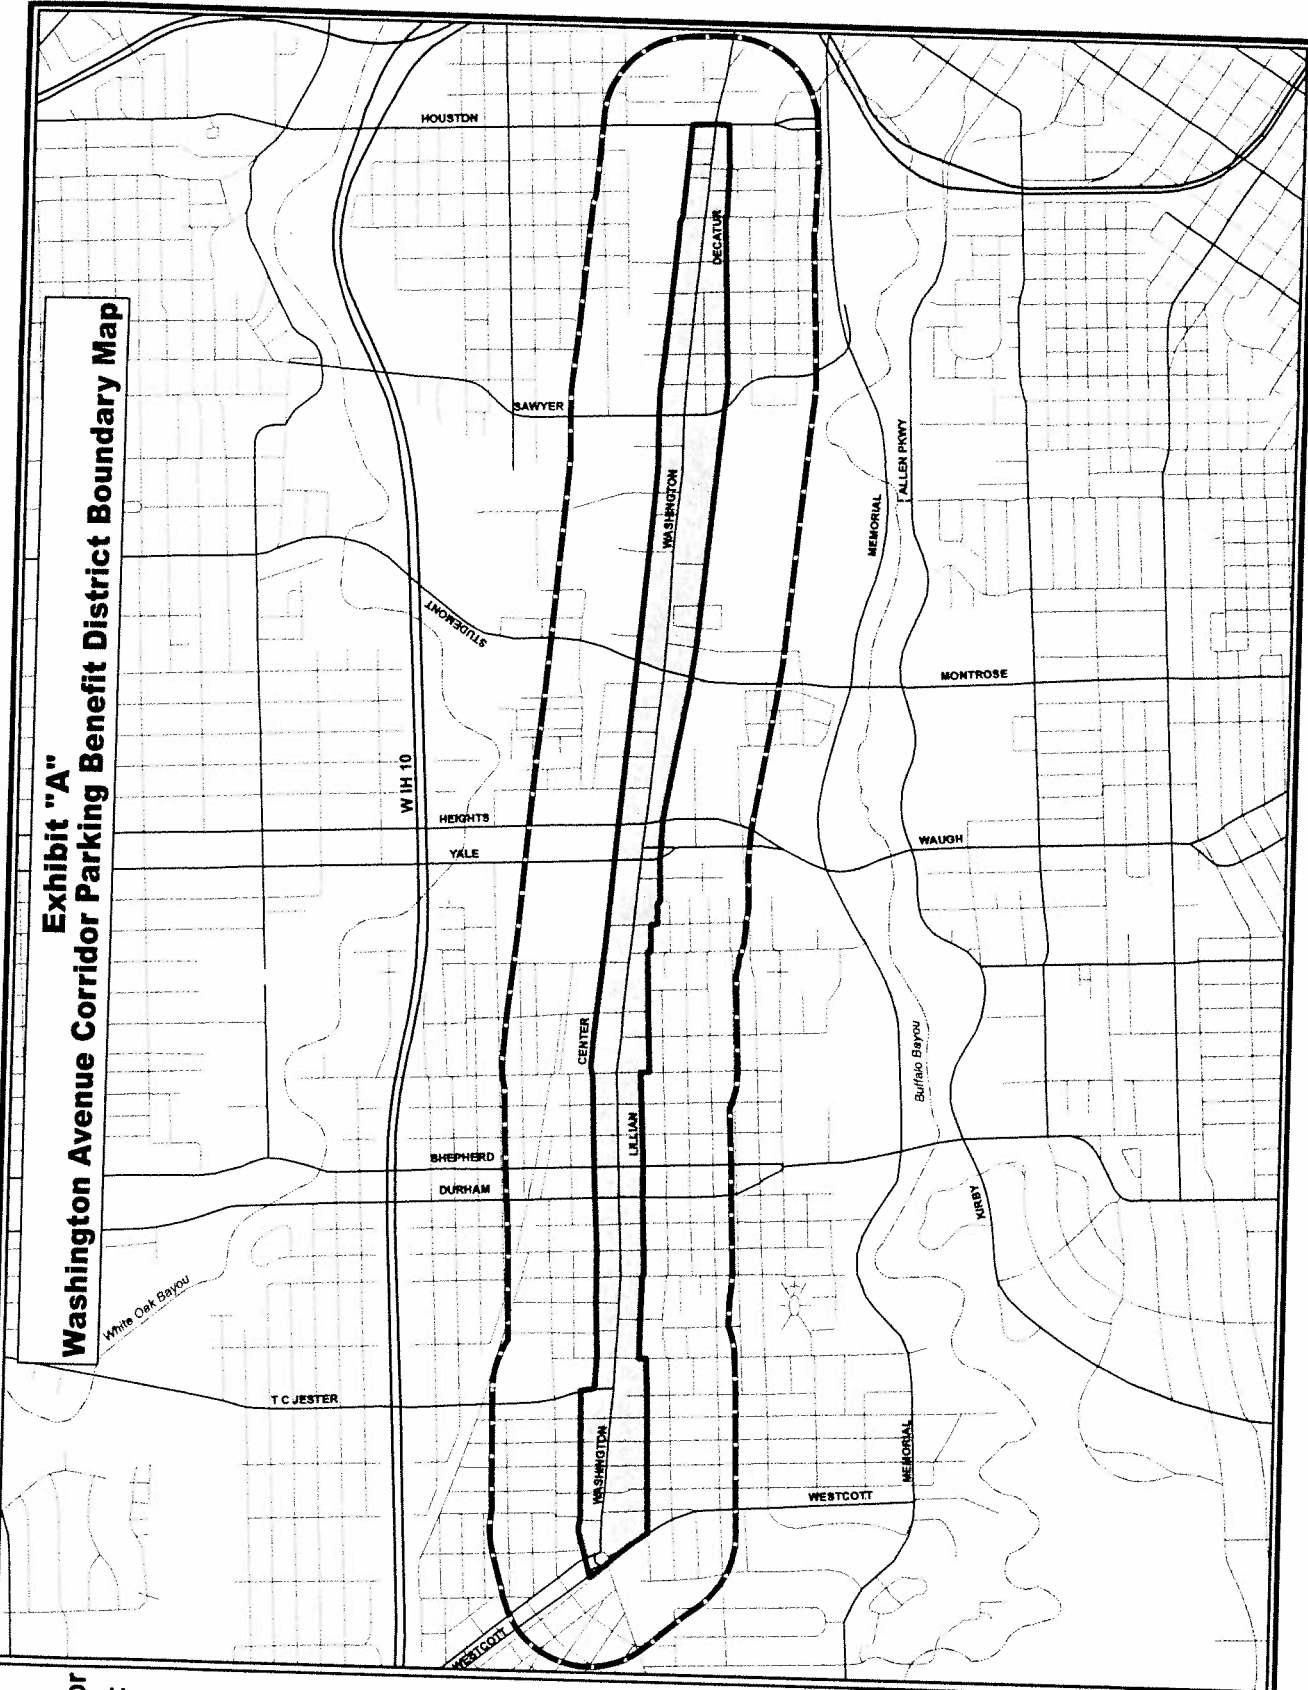 Exhibit "A"
Washington Avenue Corridor Parking Benefit District Boundary Map
HOUSTON
DECATUR
SAWYER
WASHINGTON
ALLEN PKWY
MEMORIAL
STUDEMONT
MONTROSE
W IH 10
HEIGHTS
YALE
WAUGH
CENTER
Buffalo Bayou
LILLIAN
SHEPHERD
DURHAM
KIRBY
White Oak Bayou
T C JESTER
WASHINGTON
MEMORIAL
WESTCOTT
WESTCOTT
or